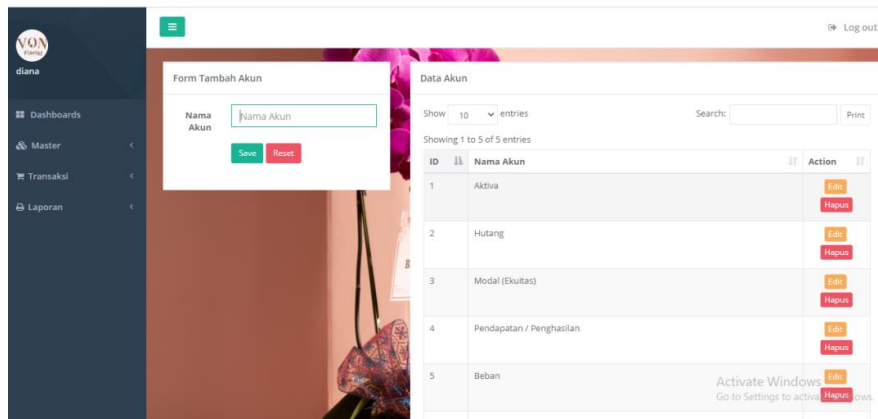 VON
Florist
diana
Dashboards
Master
Transaksi
Laporan
Log out
Form Tambah Akun
Nama Akun
Nama Akun
Save Reset
Data Akun
Show 10 entries
Search:
Print
Showing 1 to 5 of 5 entries
ID Nama Akun Action
1 Aktiva Edit
Hapus
2 Hutang Edit
Hapus
3 Modal (Ekuitas) Edit
Hapus
4 Pendapatan / Penghasilan Edit
Hapus
5 Beban Edit
Hapus
Activate Windows
Go to Settings to activate Windows.